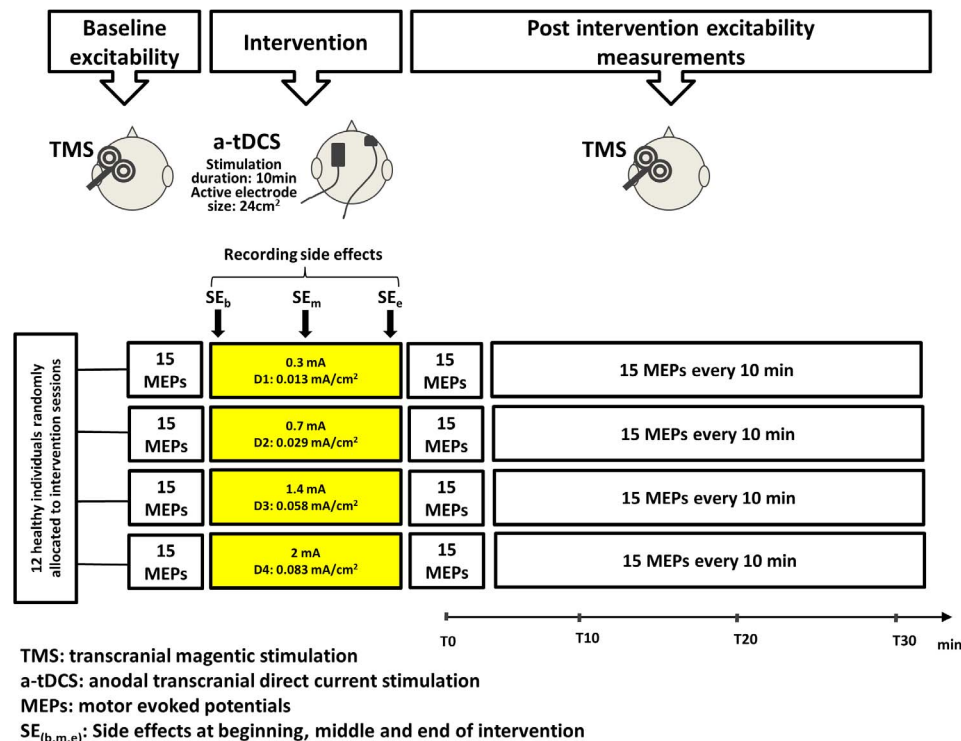 Baseline
excitability
Intervention
Post intervention excitability
measurements
TMS
a-tDCS
Stimulation
duration: 10min
Active electrode
size: 24cm²
TMS
Recording side effects
SE_b
SE_m
SE_e
12 healthy individuals randomly
allocated to intervention sessions
15
MEPs
0.3 mA
D1: 0.013 mA/cm²
15
MEPs
15 MEPs every 10 min
15
MEPs
0.7 mA
D2: 0.029 mA/cm²
15
MEPs
15 MEPs every 10 min
15
MEPs
1.4 mA
D3: 0.058 mA/cm²
15
MEPs
15 MEPs every 10 min
15
MEPs
2 mA
D4: 0.083 mA/cm²
15
MEPs
15 MEPs every 10 min
T0
T10
T20
T30
min
TMS: transcranial magentic stimulation
a-tDCS: anodal transcranial direct current stimulation
MEPs: motor evoked potentials
SE_(b,m,e): Side effects at beginning, middle and end of intervention